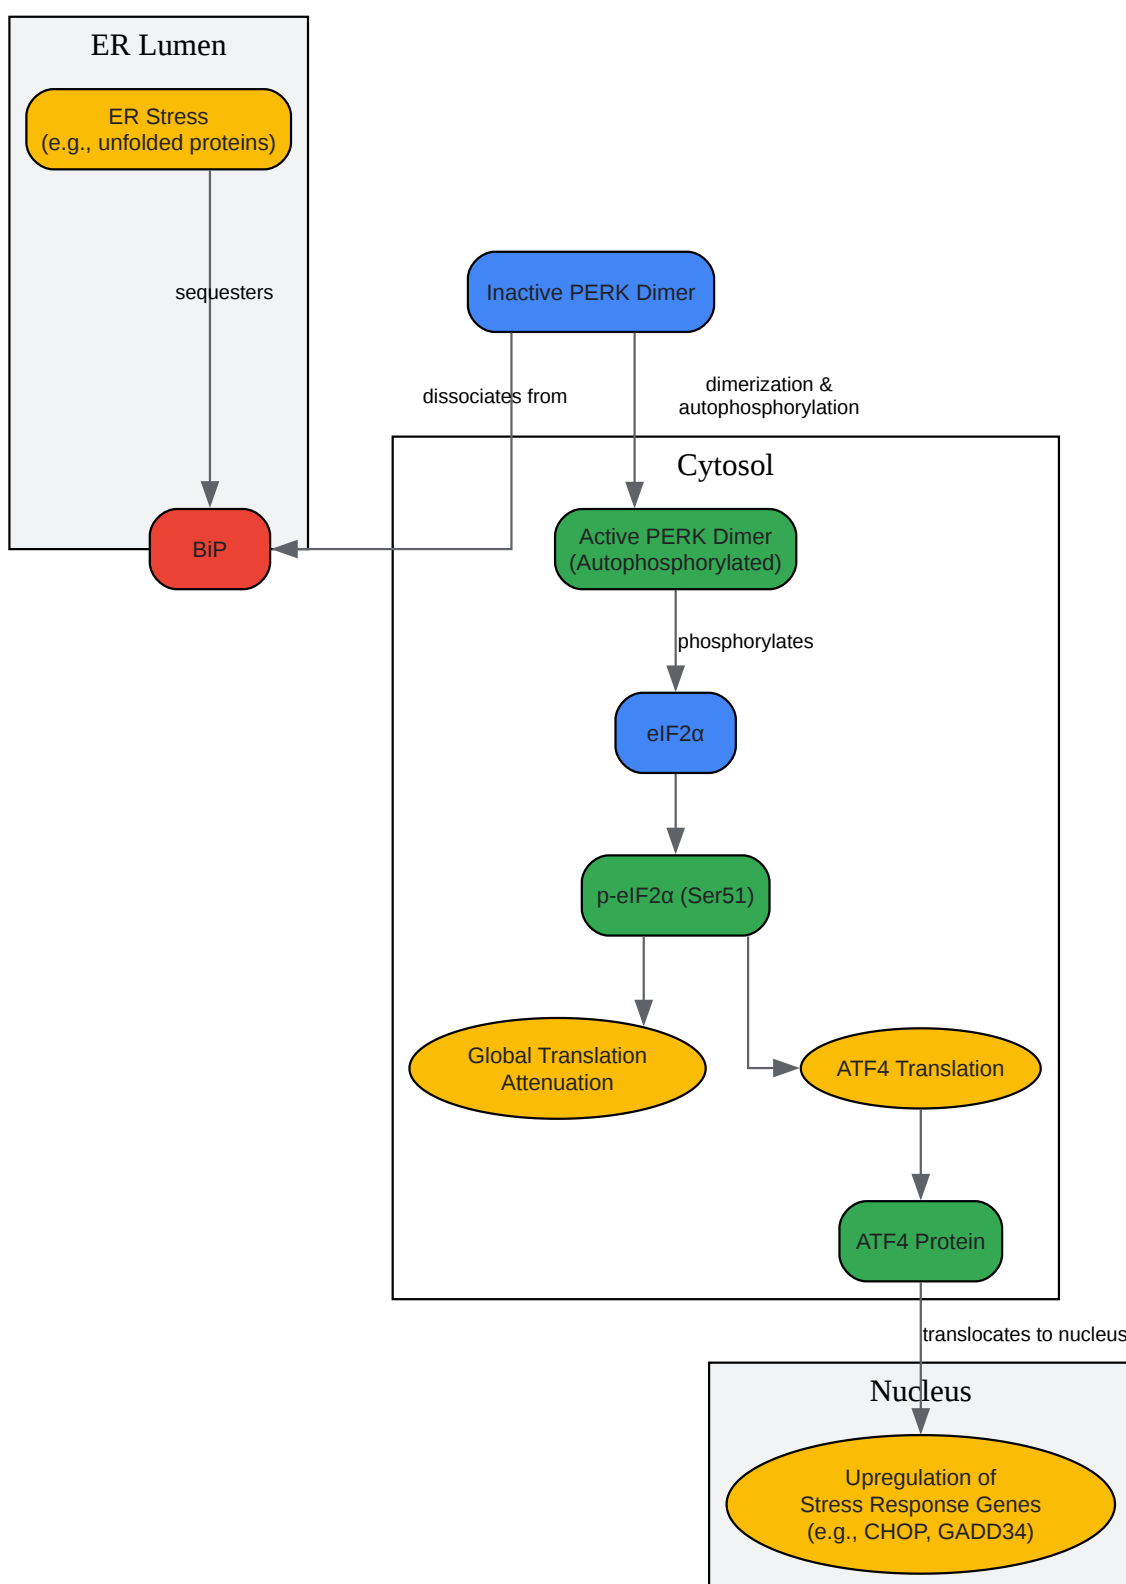 ER Lumen
ER Stress
(e.g., unfolded proteins)
sequesters
Inactive PERK Dimer
dissociates from
dimerization &
autophosphorylation
Cytosol
BiP
Active PERK Dimer
(Autophosphorylated)
phosphorylates
eIF2α
p-eIF2α (Ser51)
Global Translation
Attenuation
ATF4 Translation
ATF4 Protein
translocates to nucleus
Nucleus
Upregulation of
Stress Response Genes
(e.g., CHOP, GADD34)